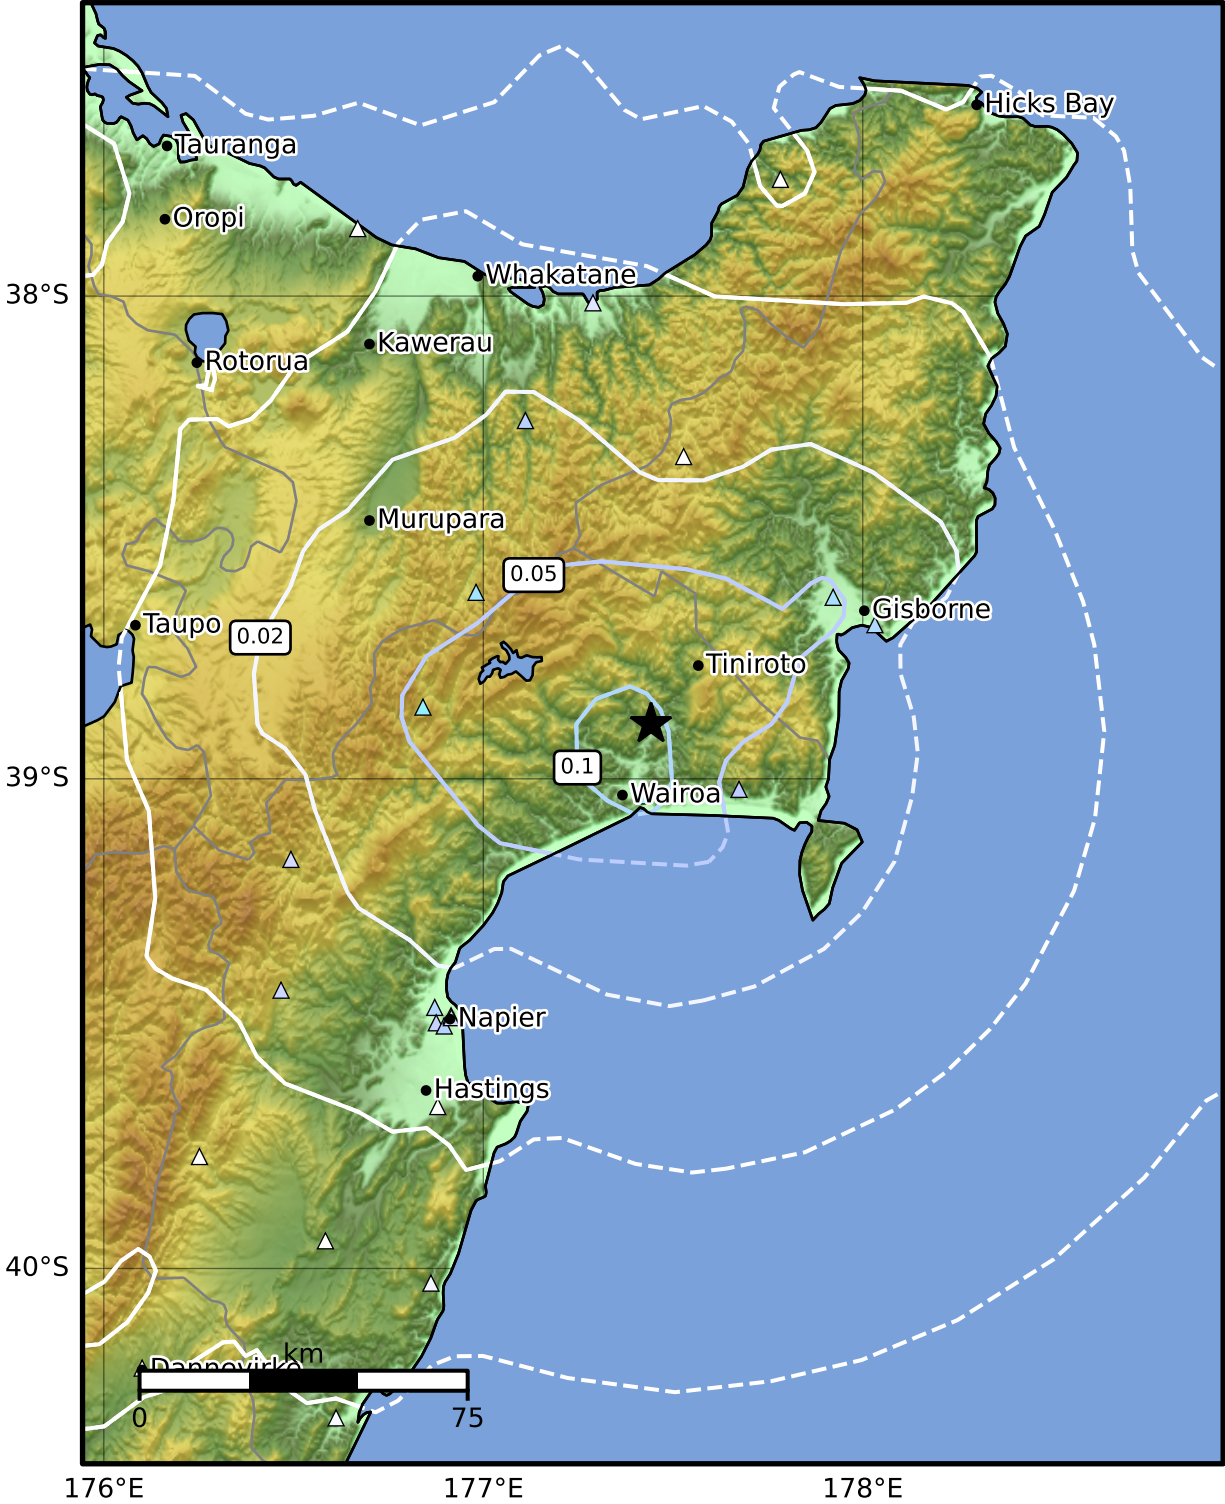 Hicks Bay
Tauranga
Oropi
Whakatane
38°S
Kawerau
Rotorua
Murupara
0.05
Gisborne
Taupo
0.02
Tiniroto
0.1
39°S
Wairoa
Napier
Hastings
40°S
km
Dannevirke
0
75
176°E
177°E
178°E